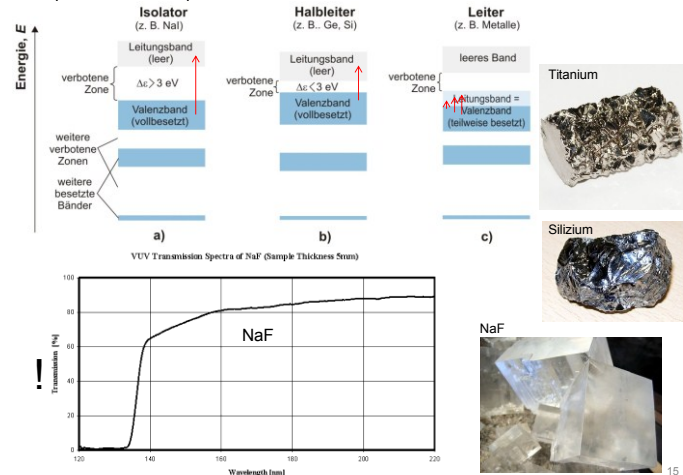 Isolator
(z. B. NaI)
Halbleiter
(z. B.. Ge, Si)
Leiter
(z. B. Metalle)
Energie, E
Leitungsband
(leer)
verbotene
Zone
Δε>3 eV
Valenzband
(vollbesetzt)
weitere
verbotene
Zonen
weitere
besetzte
Bänder
a)
Leitungsband
(leer)
verbotene
Zone
Δε<3 eV
Valenzband
(vollbesetzt)
b)
leeres Band
verbotene
Zone
Leitungsband =
Valenzband
(teilweise besetzt)
c)
Titanium
Silizium
NaF
VUV Transmission Spectra of NaF (Sample Thickness 5mm)
!
Transmission [%]
100
80
60
40
20
0
NaF
120
140
160
180
200
220
Wavelength [nm]
15